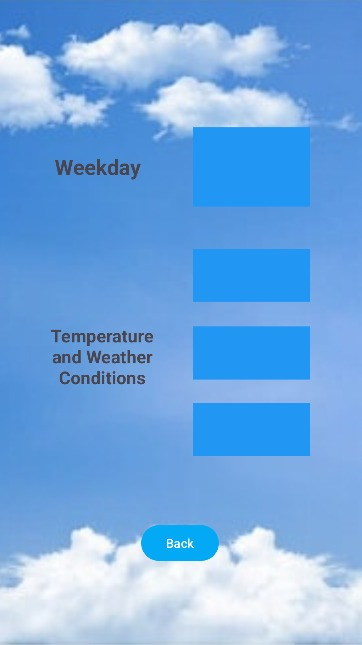 Weekday
Temperature
and Weather
Conditions
Back